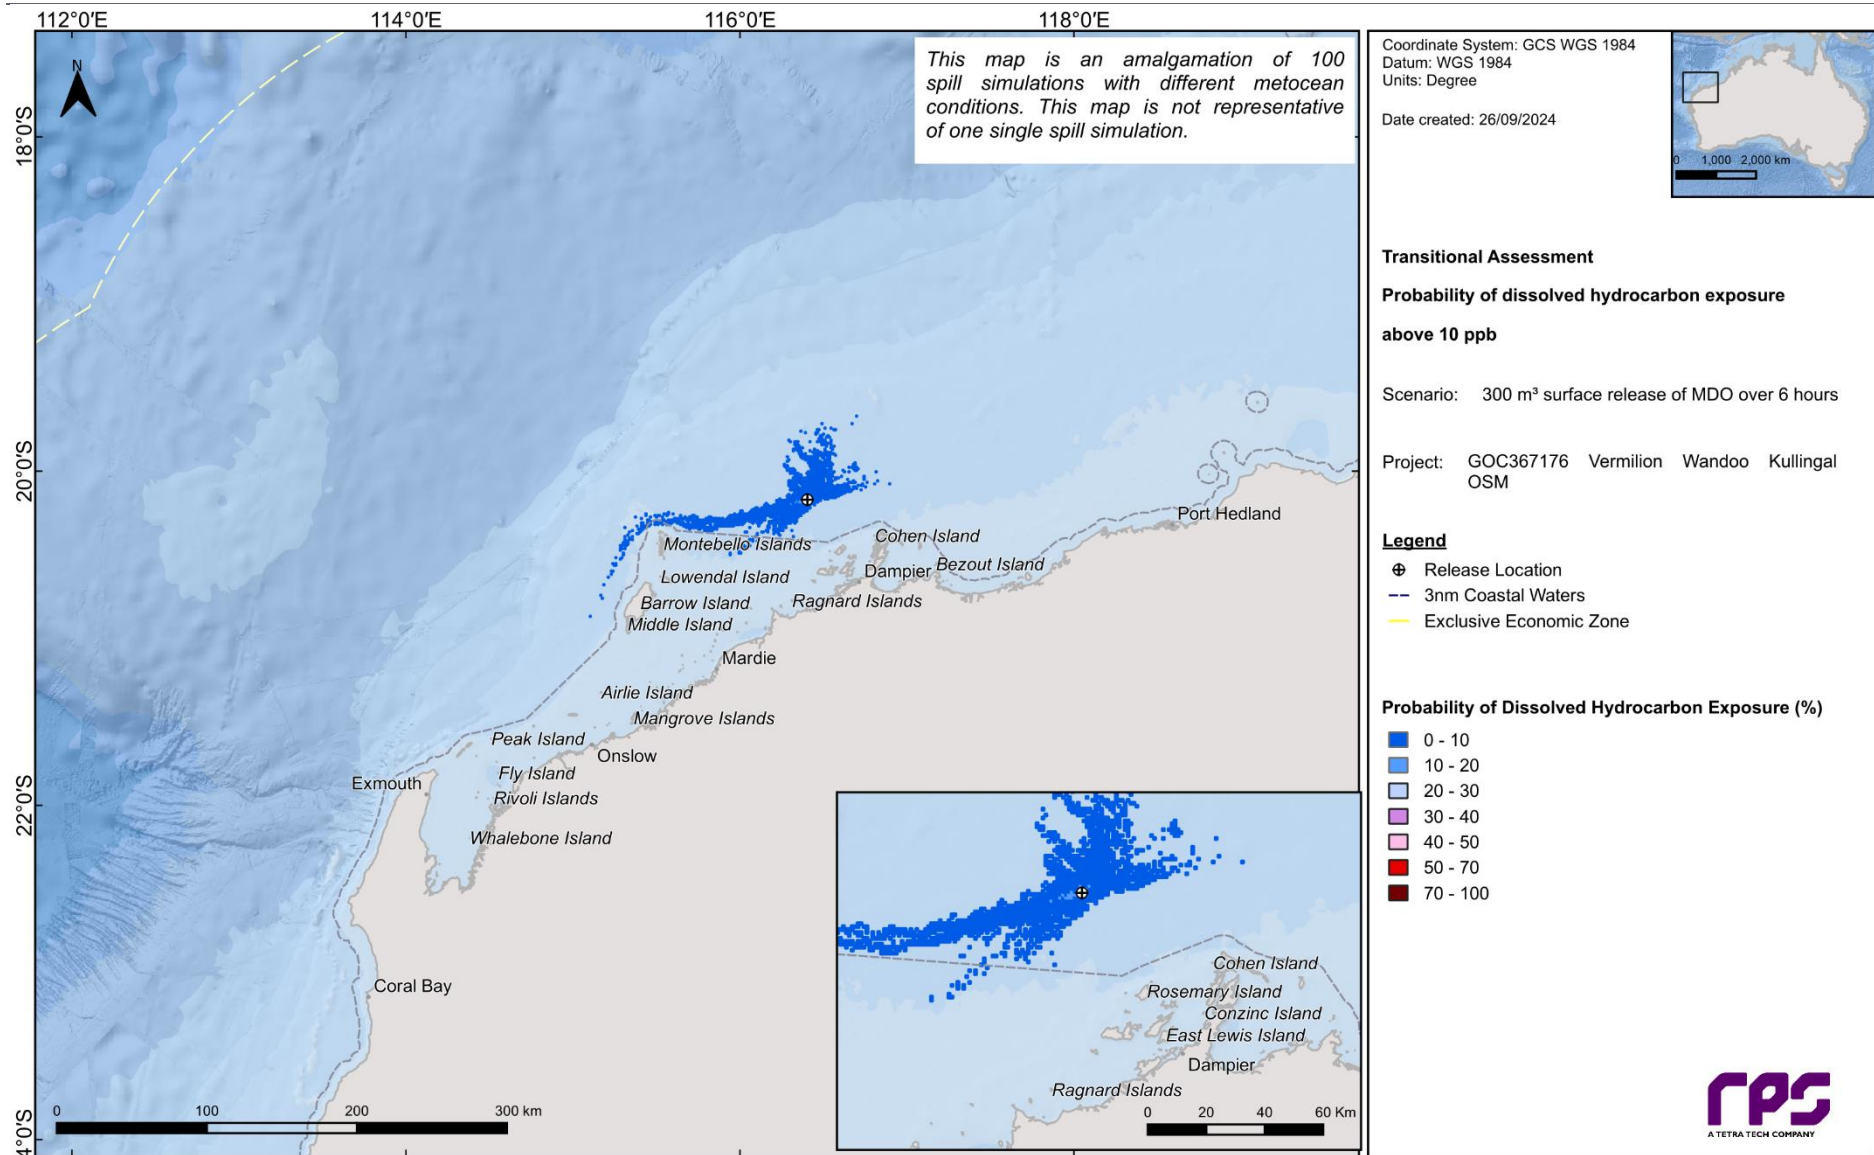 112°0'E 114°0'E 116°0'E 118°0'E
N
This map is an amalgamation of 100
spill simulations with different metocean
conditions. This map is not representative
of one single spill simulation.
18°0'S
20°0'S
22°0'S
4°0'S
Montebello Islands
Cohen Island
Port Hedland
Lowendal Island
Dampier
Bezout Island
Barrow Island
Ragnard Islands
Middle Island
Mardie
Airlie Island
Mangrove Islands
Peak Island
Onslow
Exmouth
Fly Island
Rivoli Islands
Whalebone Island
Coral Bay
0 100 200 300 km
Cohen Island
Rosemary Island
Conzinc Island
East Lewis Island
Dampier
Ragnard Islands
0 20 40 60 Km
Coordinate System: GCS WGS 1984
Datum: WGS 1984
Units: Degree
Date created: 26/09/2024
0 1,000 2,000 km
Transitional Assessment
Probability of dissolved hydrocarbon exposure
above 10 ppb
Scenario: 300 m³ surface release of MDO over 6 hours
Project: GOC367176 Vermilion Wandoo Kullingal
OSM
Legend
Release Location
3nm Coastal Waters
Exclusive Economic Zone
Probability of Dissolved Hydrocarbon Exposure (%)
0 - 10
10 - 20
20 - 30
30 - 40
40 - 50
50 - 70
70 - 100
rps
A TETRA TECH COMPANY